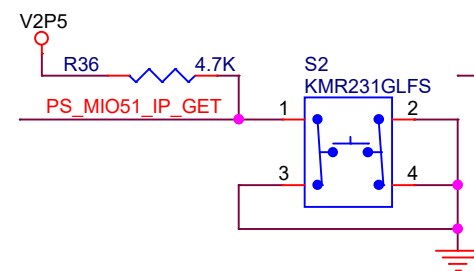 V2P5
R36 4.7K
S2
KMR231GLFS
PS_MIO51_IP_GET
1 2
3 4